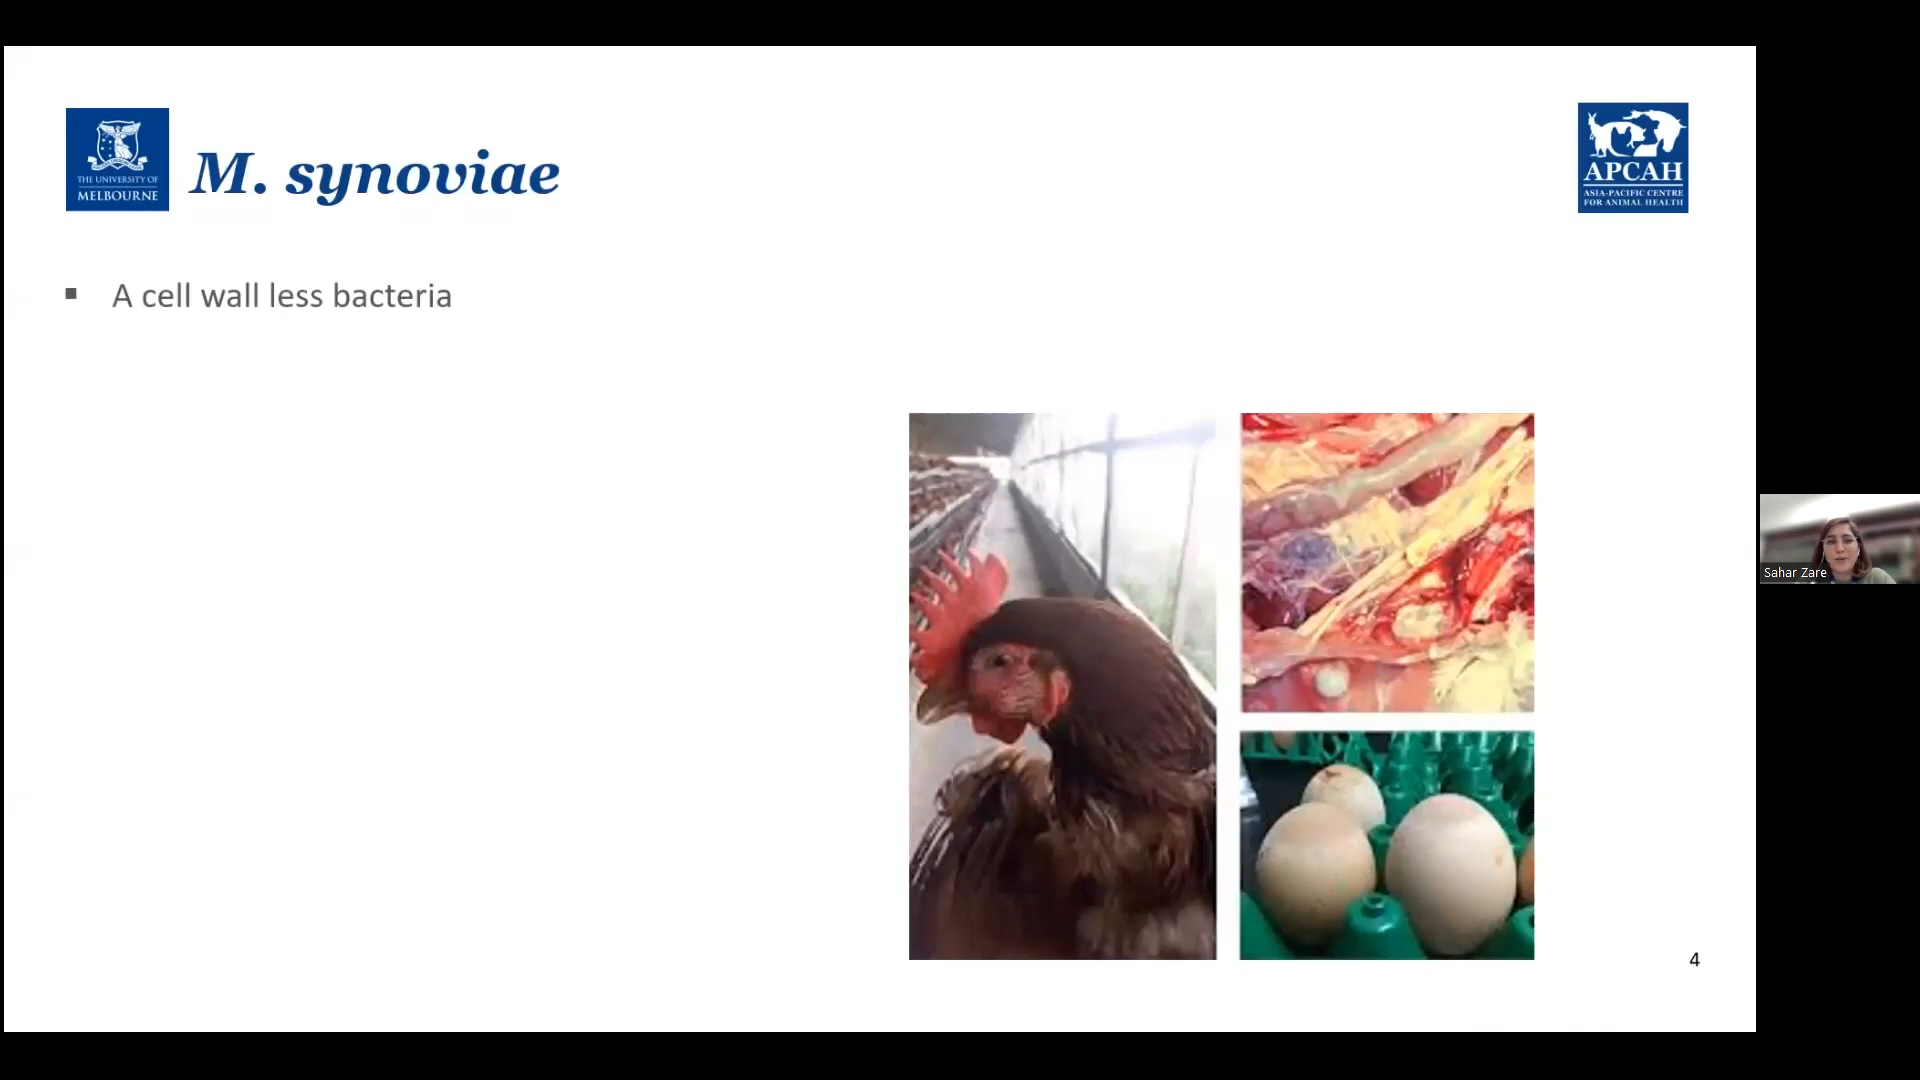 THE UNIVERSITY OF
MELBOURNE
M. synoviae
APCAH
ASIA-PACIFIC CENTRE
FOR ANIMAL HEALTH
▪ A cell wall less bacteria
Sahar Zare
4